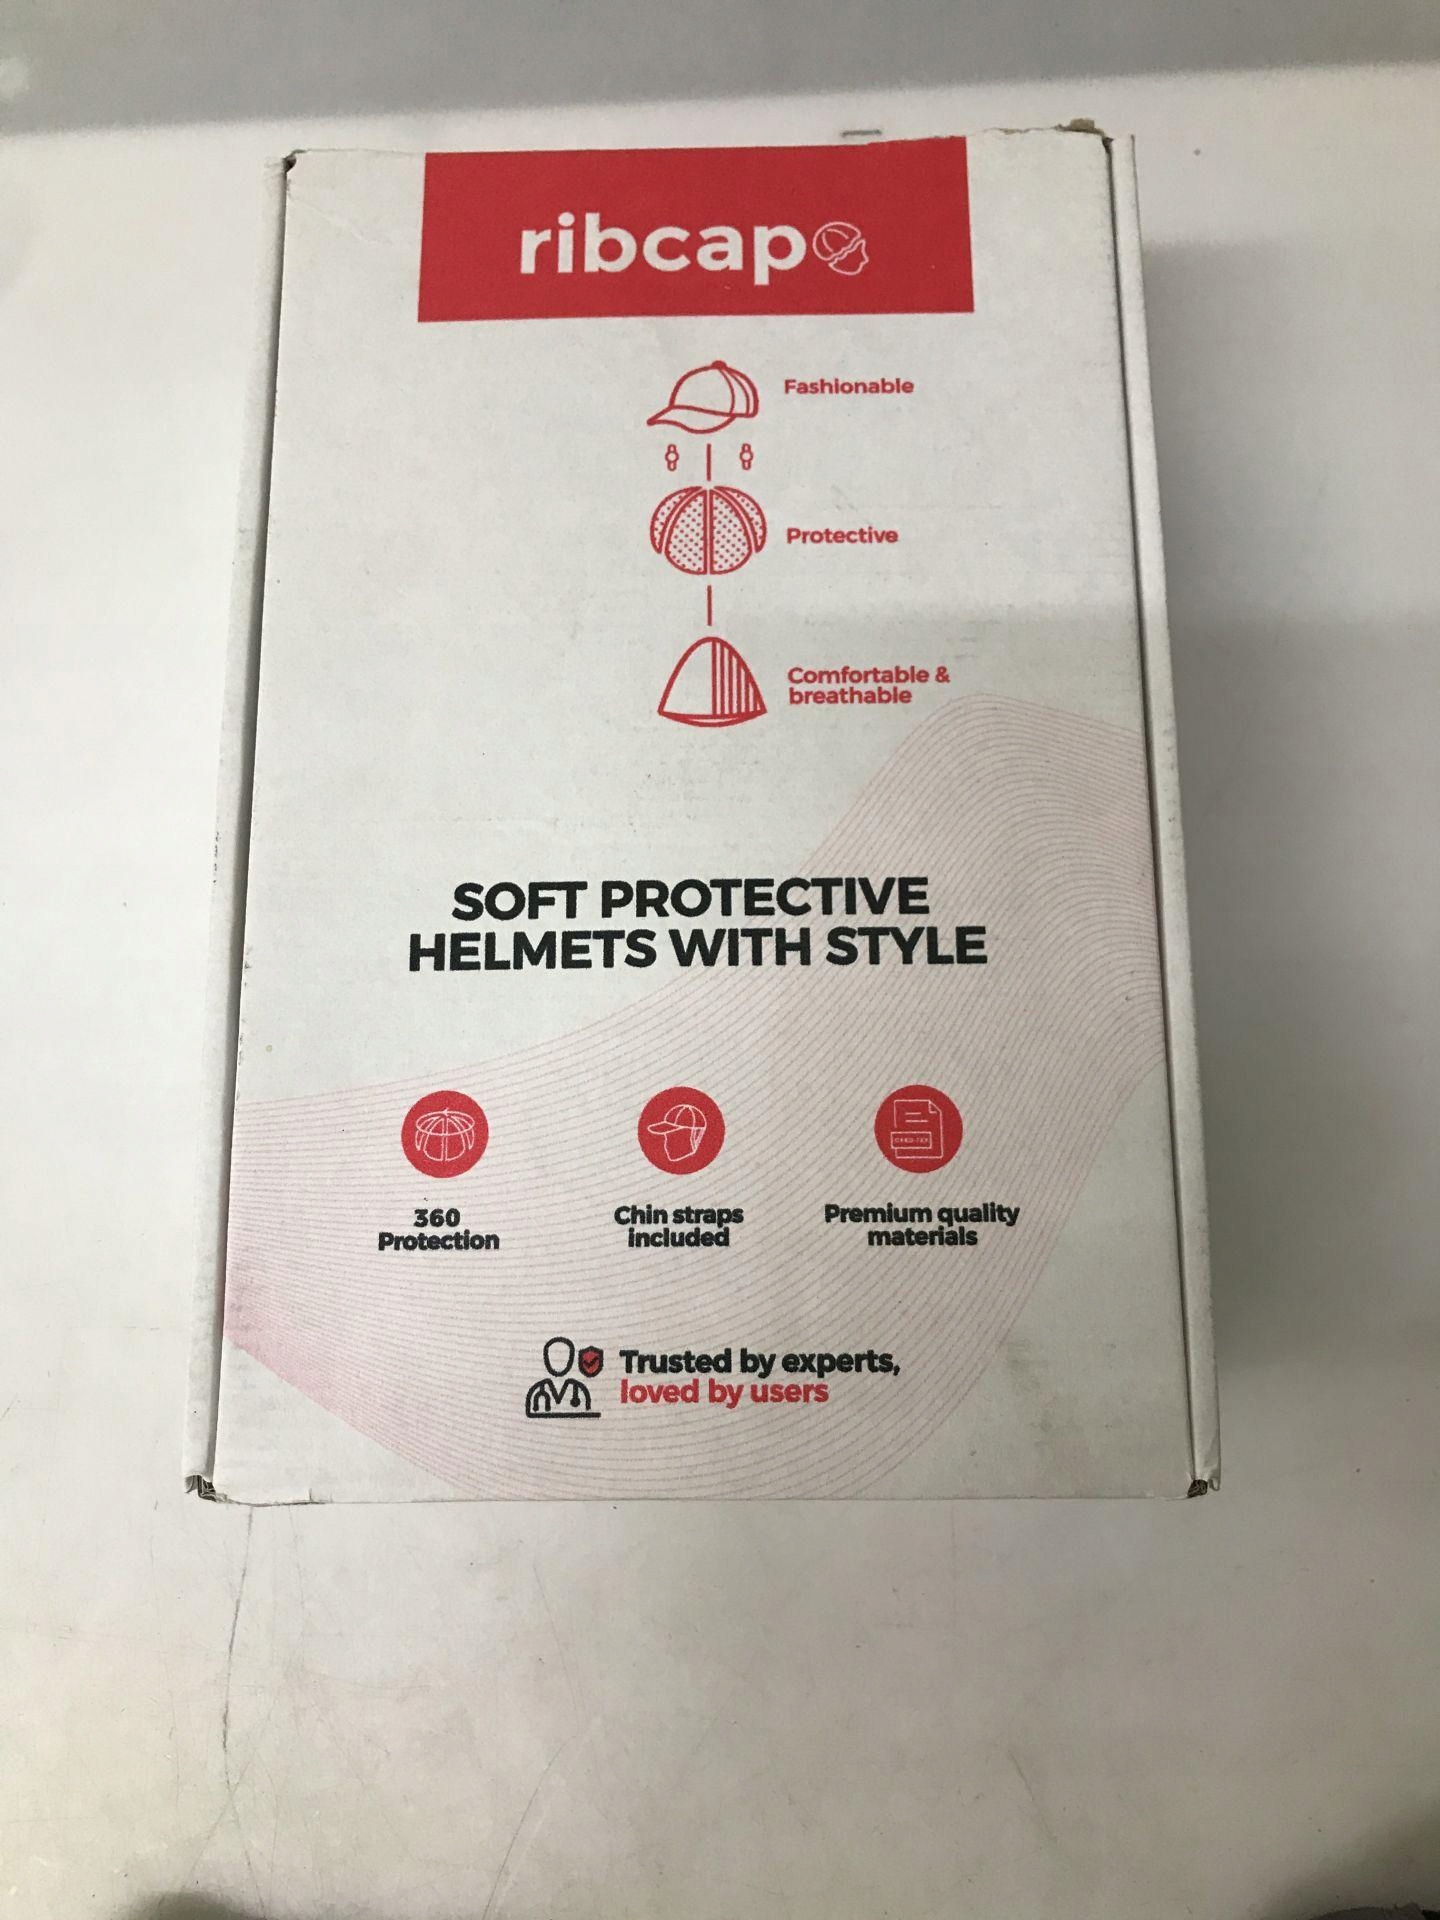 ribcap
Fashionable
Protective
Comfortable &
breathable
SOFT PROTECTIVE
HELMETS WITH STYLE
360
Protection
Chin straps
included
Premium quality
materials
Trusted by experts,
loved by users